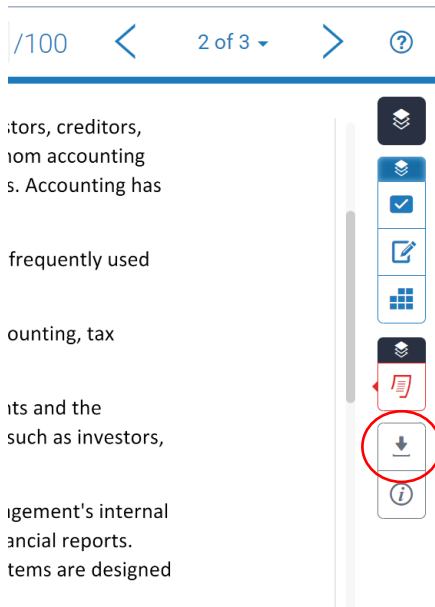 /100
2 of 3
stors, creditors,
nom accounting
s. Accounting has
frequently used
ounting, tax
nts and the
such as investors,
agement's internal
ancial reports.
tems are designed